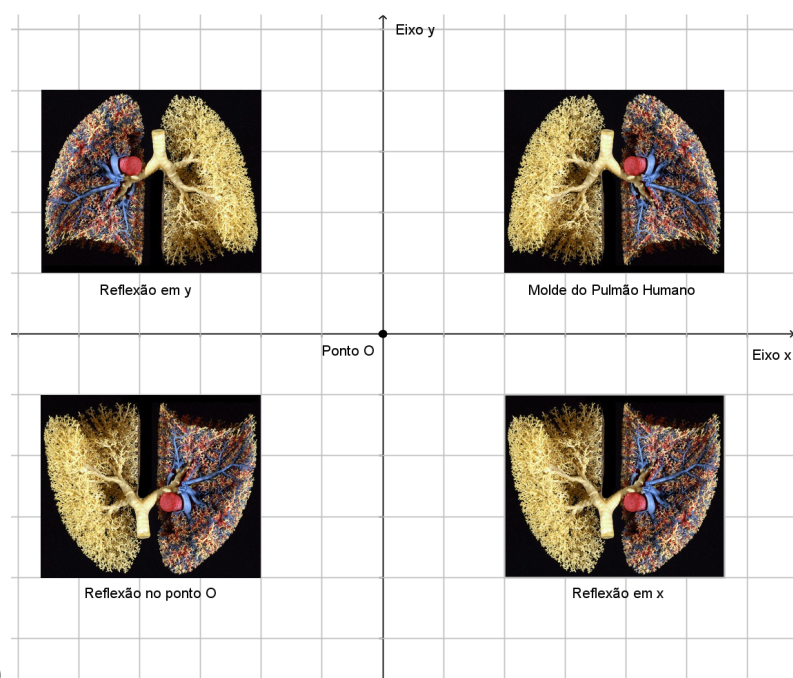 Eixo y
Reflexão em y
Molde do Pulmão Humano
Ponto O
Eixo x
Reflexão no ponto O
Reflexão em x